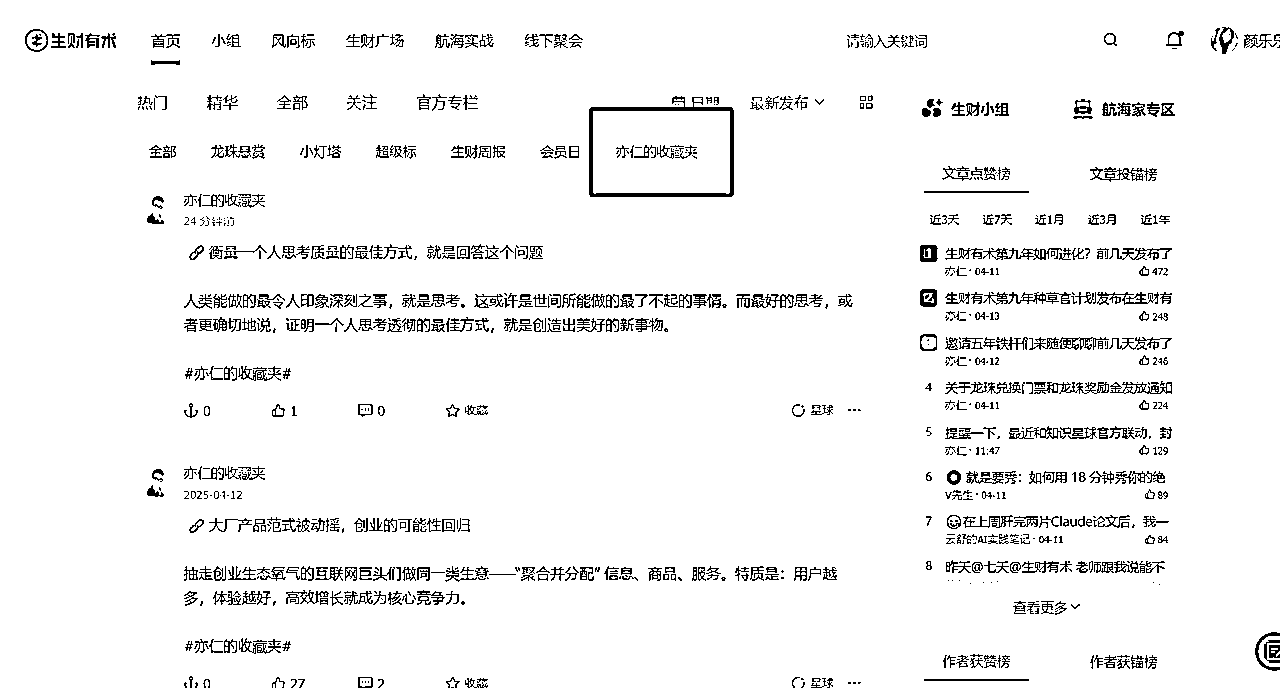 生财有术 首页 小组 风向标 生财广场 航海实战 线下聚会 请输入关键词 颜乐乐
热门 精华 全部 关注 官方专栏 日期 最新发布
全部 龙珠悬赏 小灯塔 超级标 生财周报 会员日 亦仁的收藏夹
亦仁的收藏夹
24 分钟前
衡量一个人思考质量的最佳方式，就是回答这个问题
人类能做的最令人印象深刻之事，就是思考。这或许是世间所能做的最了不起的事情。而最好的思考，或
者更确切地说，证明一个人思考透彻的最佳方式，就是创造出美好的新事物。
#亦仁的收藏夹#
0 1 0 收藏 星球 ...
亦仁的收藏夹
2025-04-12
大厂产品范式被动摇，创业的可能性回归
抽走创业生态氧气的互联网巨头们做同一类生意——“聚合并分配” 信息、商品、服务。特质是：用户越
多，体验越好，高效增长就成为核心竞争力。
#亦仁的收藏夹#
0 27 2 收藏 星球 ...
生财小组 航海家专区
文章点赞榜 文章投锚榜
近3天 近7天 近1月 近3月 近1年
1 生财有术第九年如何进化？前几天发布了
亦仁 · 04-11 472
2 生财有术第九年种草官计划发布在生财有
亦仁 · 04-13 248
邀请五年铁杆们来随便聊聊前几天发布了
亦仁 · 04-12 246
4 关于龙珠兑换门票和龙珠奖励金发放通知
亦仁 · 04-11 224
5 提醒一下，最近和知识星球官方联动，封
亦仁 · 11:47 129
6 就是要秀：如何用 18 分钟秀你的绝
V先生 · 04-11 89
7 在上周肝完两片Claude论文后，我一
云舒的AI实践笔记 · 04-11 84
8 昨天@七天@生财有术 老师跟我说能不
查看更多
作者获赞榜 作者获锚榜